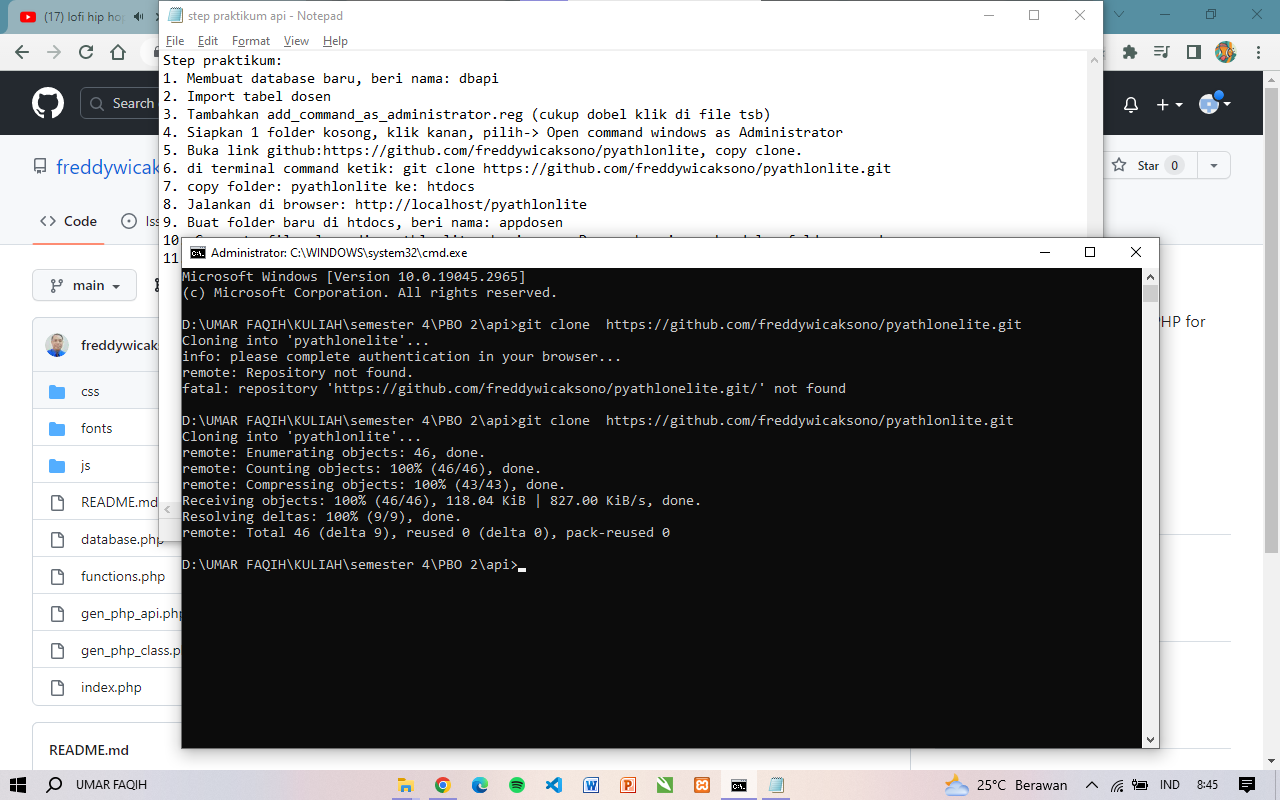 (17) lofi hip hop
step praktikum api - Notepad
File Edit Format View Help
Step praktikum:
1. Membuat database baru, beri nama: dbapi
2. Import tabel dosen
3. Tambahkan add_command_as_administrator.reg (cukup dobel klik di file tsb)
4. Siapkan 1 folder kosong, klik kanan, pilih-> Open command windows as Administrator
5. Buka link github:https://github.com/freddywicaksono/pyathlonlite, copy clone.
6. di terminal command ketik: git clone https://github.com/freddywicaksono/pyathlonlite.git
7. copy folder: pyathlonlite ke: htdocs
8. Jalankan di browser: http://localhost/pyathlonlite
9. Buat folder baru di htdocs, beri nama: appdosen
10
11
Search
freddywicak
Star 0
Code Iss
main
HP for
freddywicaks
css
fonts
js
README.md
database.php
functions.php
gen_php_api.php
gen_php_class.p
index.php
README.md
Administrator: C:\WINDOWS\system32\cmd.exe
Microsoft Windows [Version 10.0.19045.2965]
(c) Microsoft Corporation. All rights reserved.
D:\UMAR FAQIH\KULIAH\semester 4\PBO 2\api>git clone  https://github.com/freddywicaksono/pyathlonelite.git
Cloning into 'pyathlonelite'...
info: please complete authentication in your browser...
remote: Repository not found.
fatal: repository 'https://github.com/freddywicaksono/pyathlonelite.git/' not found
D:\UMAR FAQIH\KULIAH\semester 4\PBO 2\api>git clone  https://github.com/freddywicaksono/pyathlonlite.git
Cloning into 'pyathlonlite'...
remote: Enumerating objects: 46, done.
remote: Counting objects: 100% (46/46), done.
remote: Compressing objects: 100% (43/43), done.
Receiving objects: 100% (46/46), 118.04 KiB | 827.00 KiB/s, done.
Resolving deltas: 100% (9/9), done.
remote: Total 46 (delta 9), reused 0 (delta 0), pack-reused 0
D:\UMAR FAQIH\KULIAH\semester 4\PBO 2\api>
UMAR FAQIH
25°C Berawan
IND
8:45